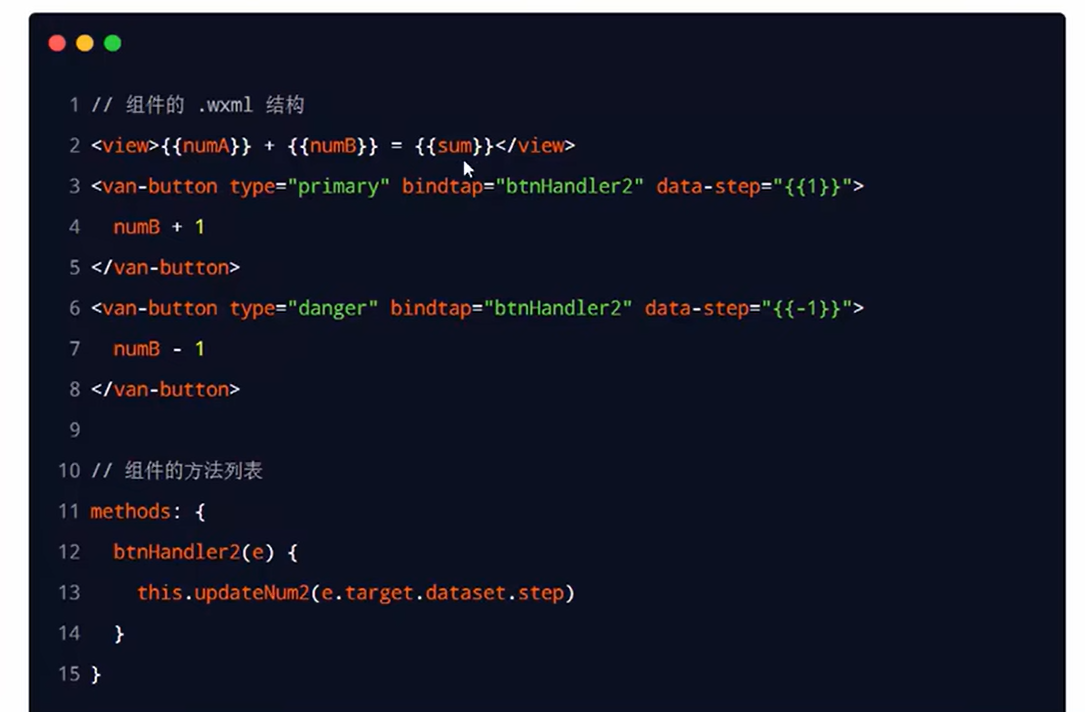 1 // 组件的 .wxml 结构
2 <view>{{numA}} + {{numB}} = {{sum}}</view>
3 <van-button type="primary" bindtap="btnHandler2" data-step="{{1}}">
4   numB + 1
5 </van-button>
6 <van-button type="danger" bindtap="btnHandler2" data-step="{{-1}}">
7   numB - 1
8 </van-button>
9
10 // 组件的方法列表
11 methods: {
12   btnHandler2(e) {
13     this.updateNum2(e.target.dataset.step)
14   }
15 }